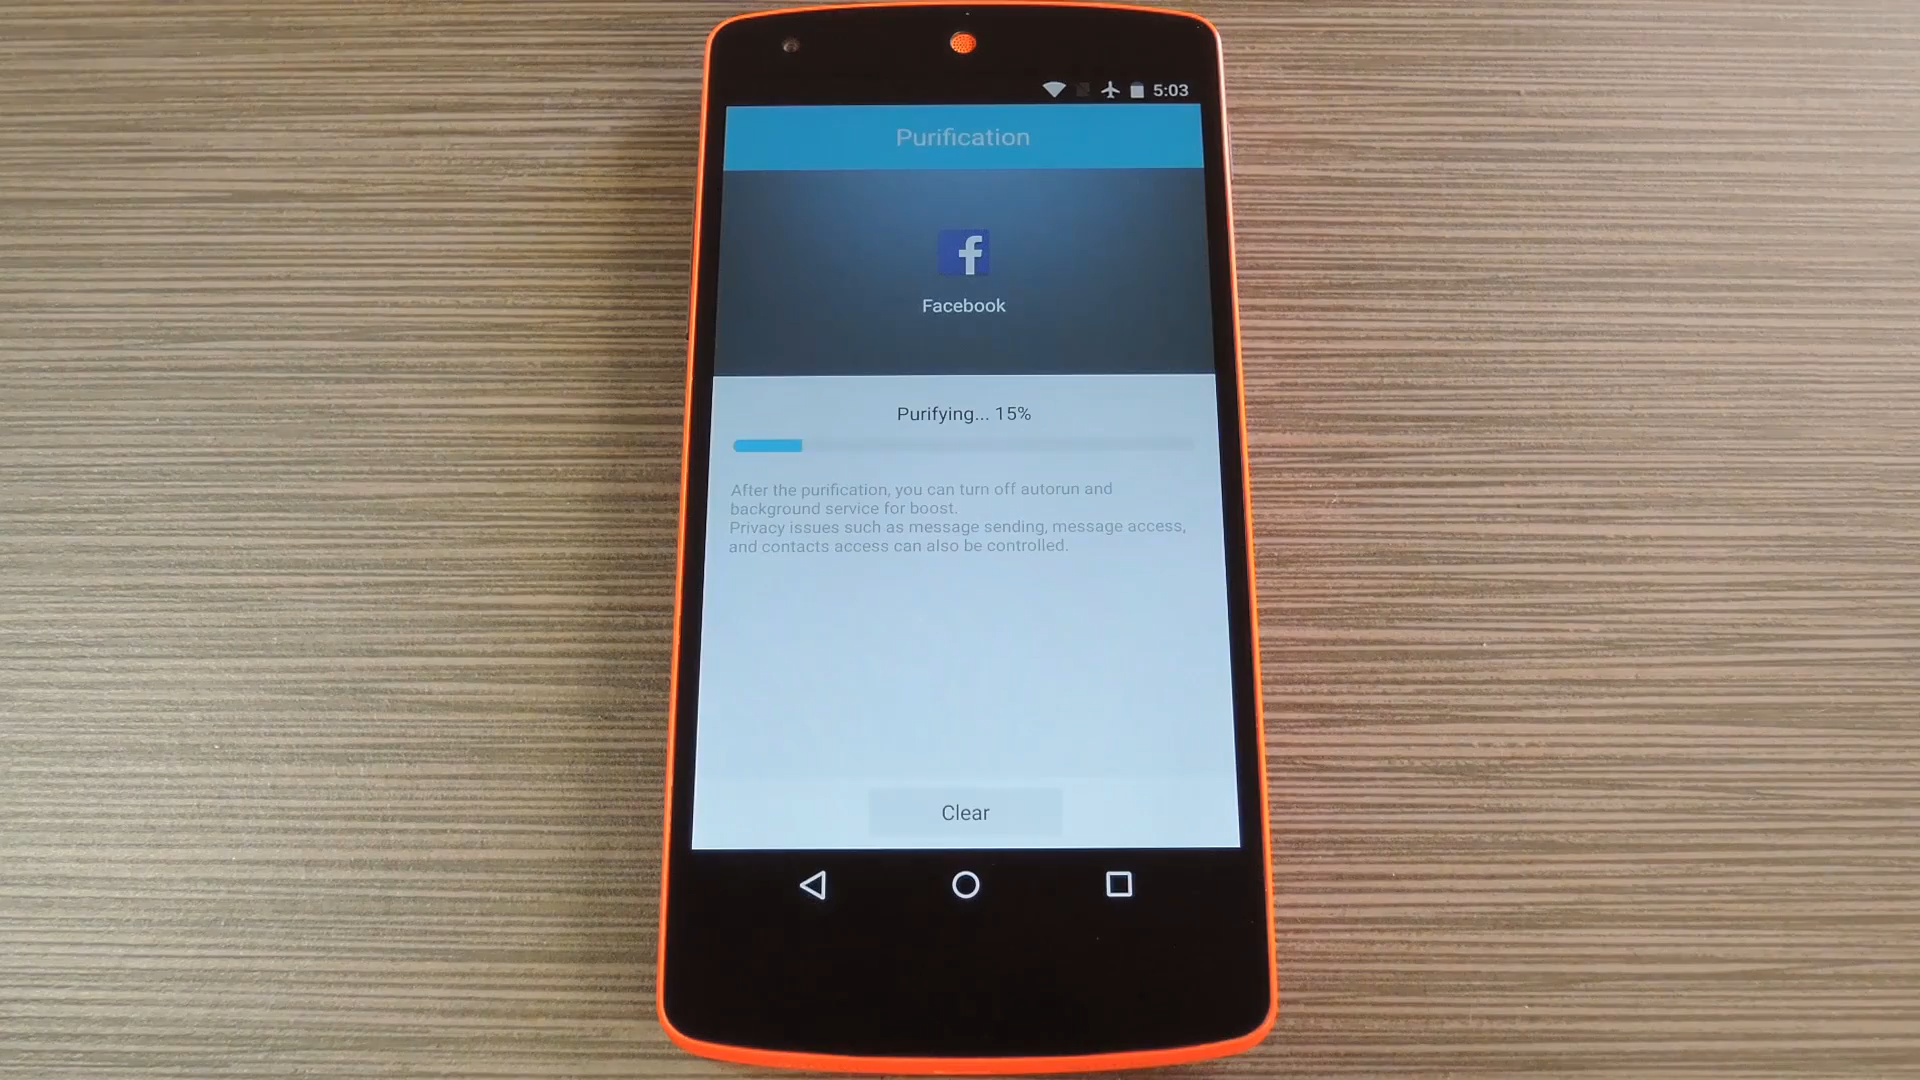 5:03
Purification
f
Facebook
Purifying... 15%
After the purification, you can turn off autorun and
background service for boost.
Privacy issues such as message sending, message access,
and contacts access can also be controlled.
Clear